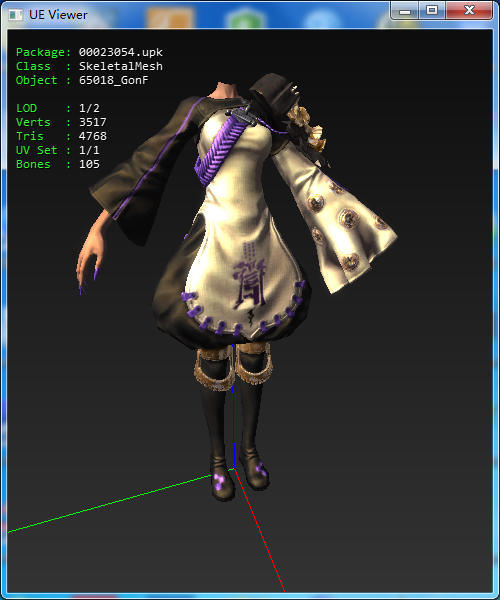 UE Viewer
Package: 00023054.upk
Class : SkeletalMesh
Object : 65018_GonF
LOD : 1/2
Verts : 3517
Tris : 4768
UV Set : 1/1
Bones : 105